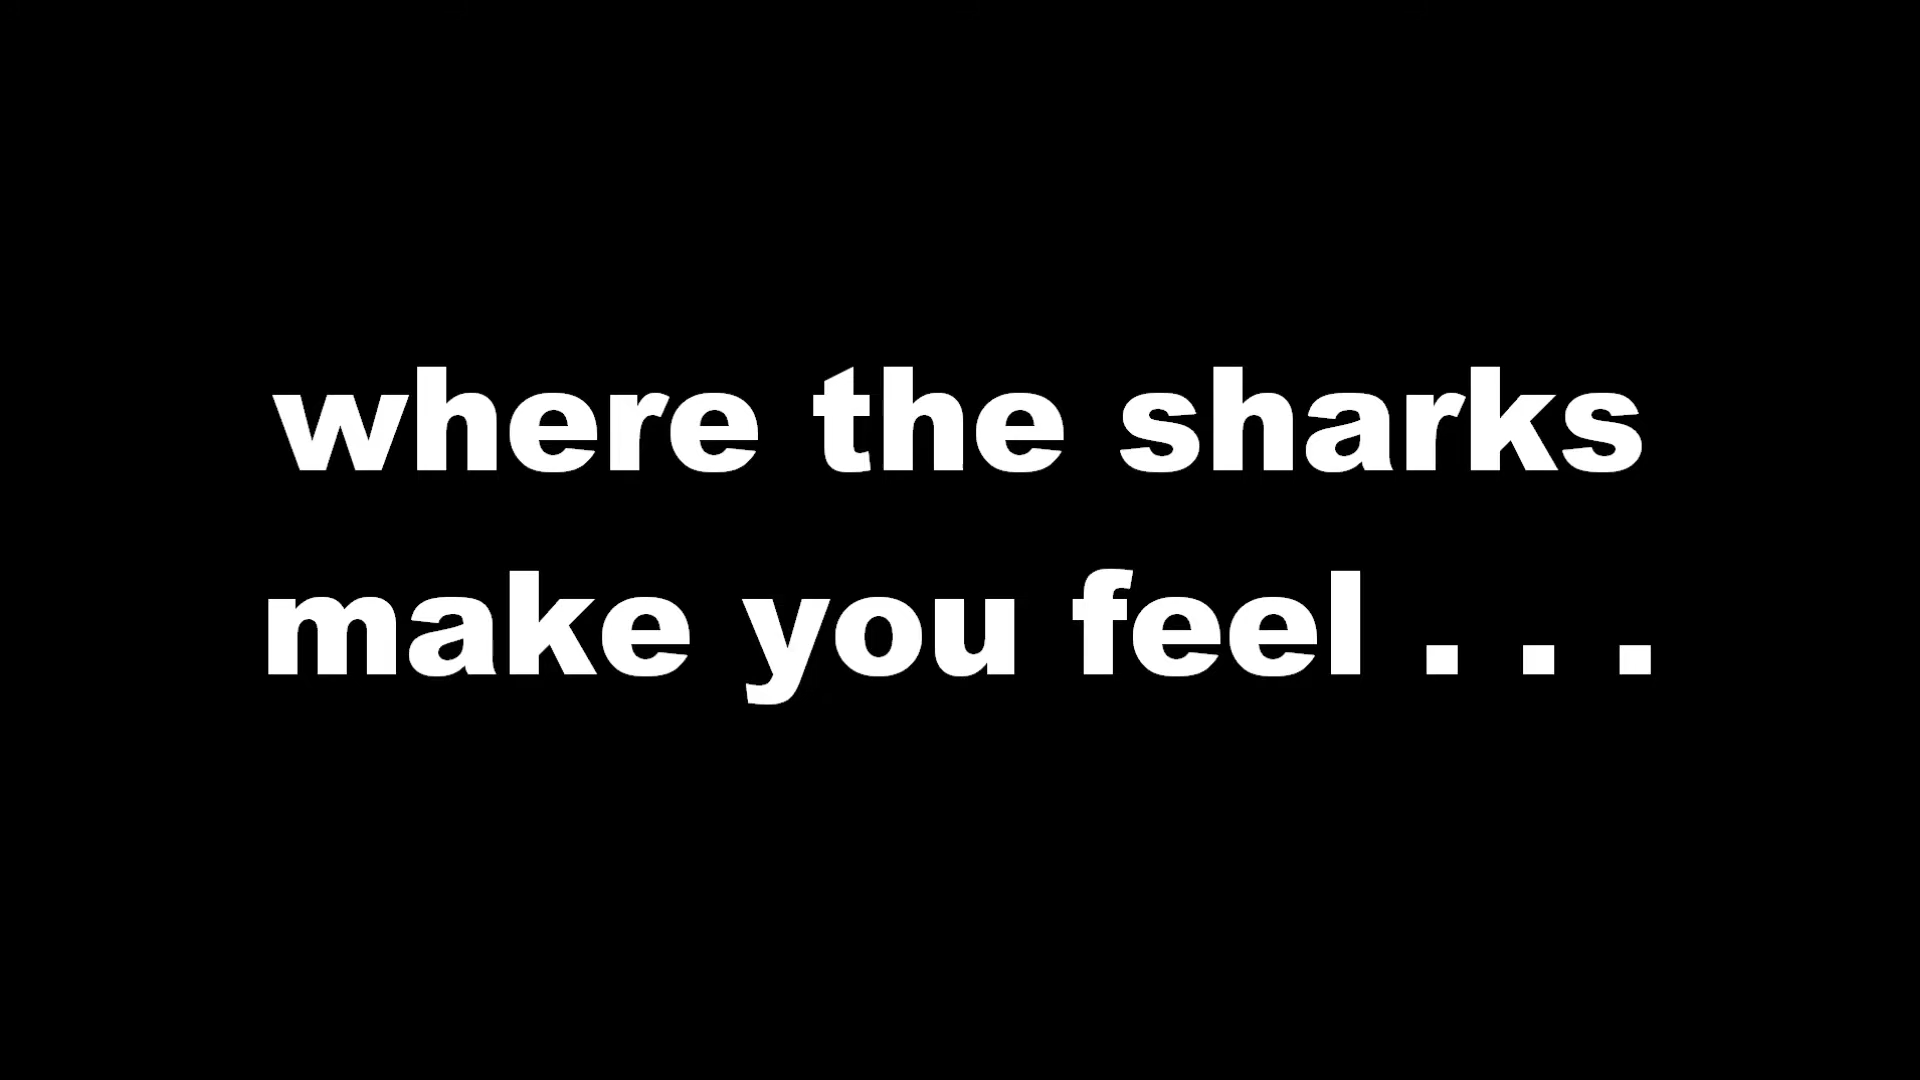 where the sharks
make you feel . . .